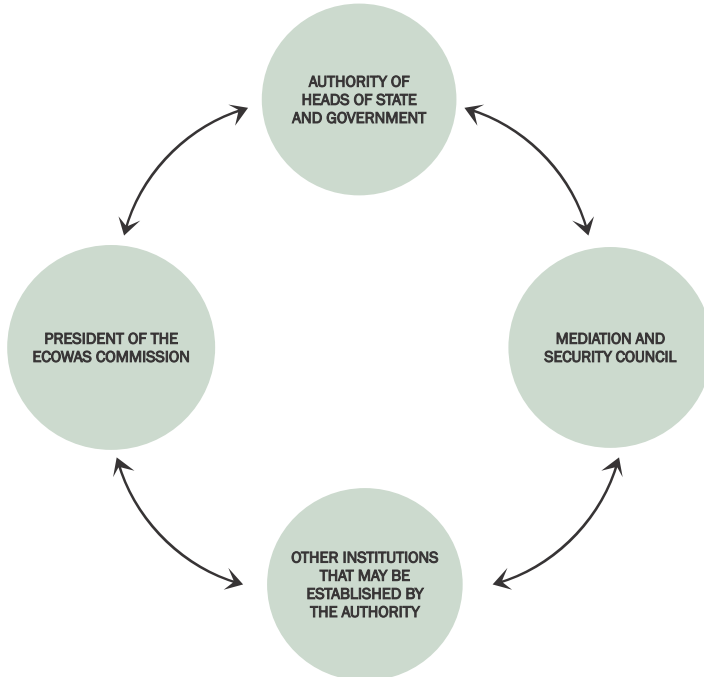 AUTHORITY OF
HEADS OF STATE
AND GOVERNMENT
PRESIDENT OF THE
ECOWAS COMMISSION
MEDIATION AND
SECURITY COUNCIL
OTHER INSTITUTIONS
THAT MAY BE
ESTABLISHED BY
THE AUTHORITY